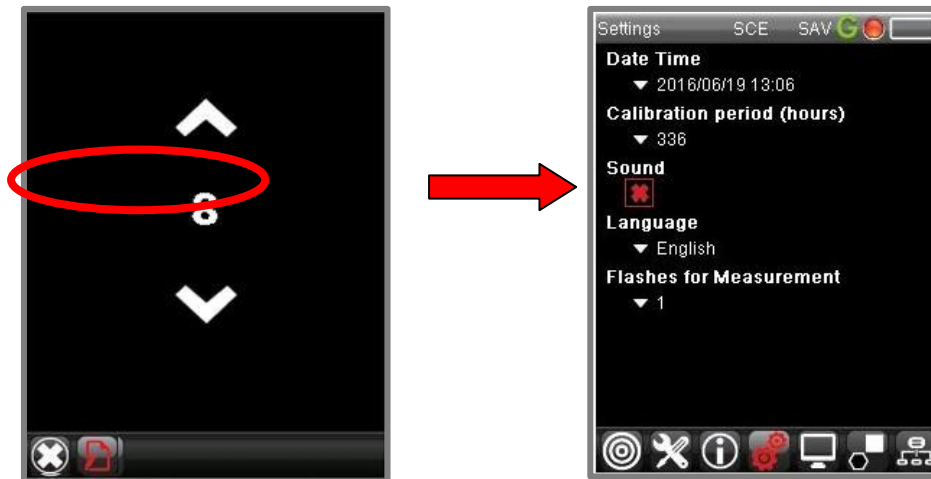 8
Settings SCE SAV G
Date Time
2016/06/19 13:06
Calibration period (hours)
336
Sound
Language
English
Flashes for Measurement
1